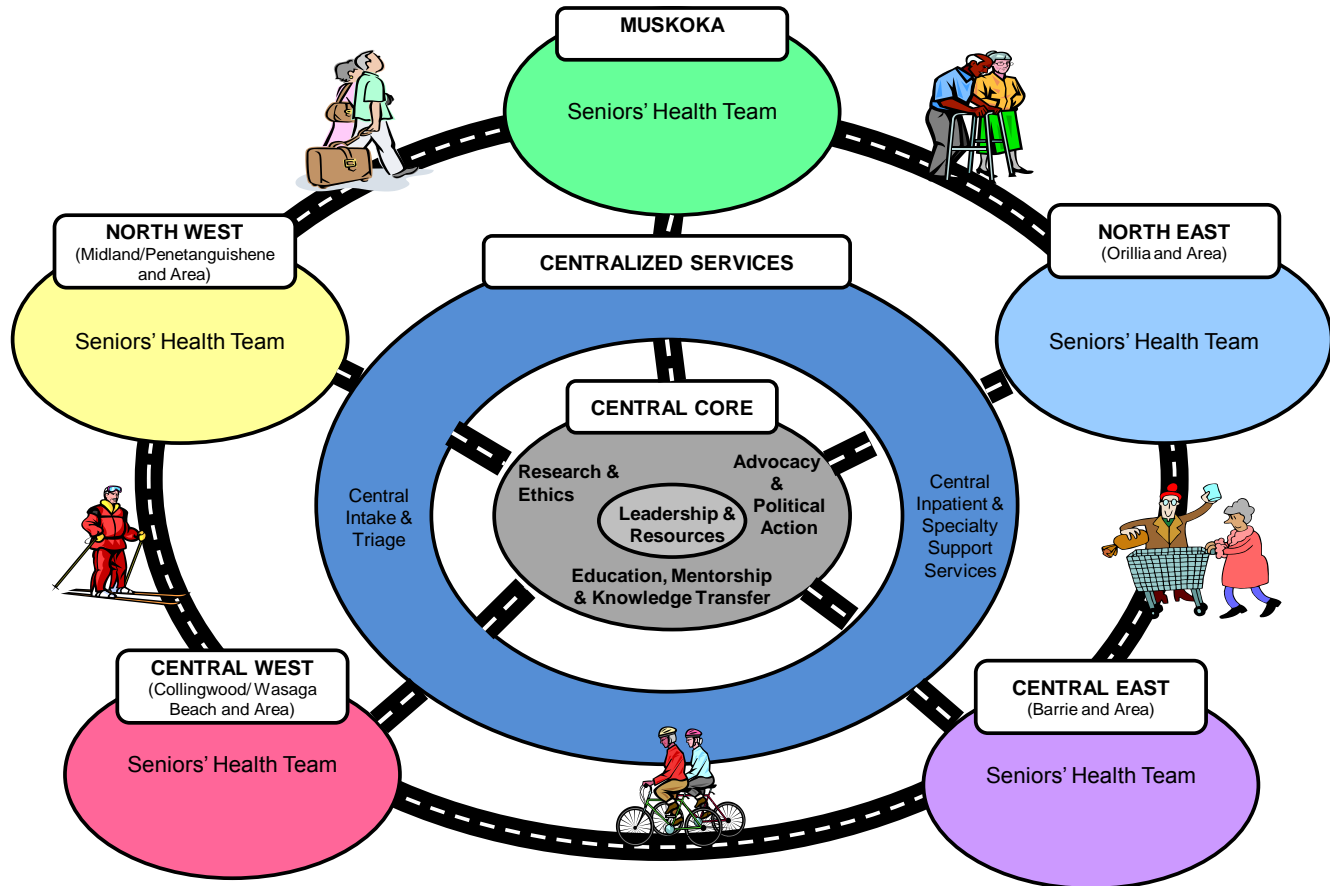 MUSKOKA
Seniors’ Health Team
NORTH WEST
(Midland/Penetanguishene
and Area)
Seniors’ Health Team
NORTH EAST
(Orillia and Area)
Seniors’ Health Team
CENTRALIZED SERVICES
CENTRAL CORE
Research &
Ethics
Advocacy
&
Political
Action
Leadership &
Resources
Education, Mentorship
& Knowledge Transfer
Central
Intake &
Triage
Central
Inpatient &
Specialty
Support
Services
CENTRAL WEST
(Collingwood/ Wasaga
Beach and Area)
Seniors’ Health Team
CENTRAL EAST
(Barrie and Area)
Seniors’ Health Team